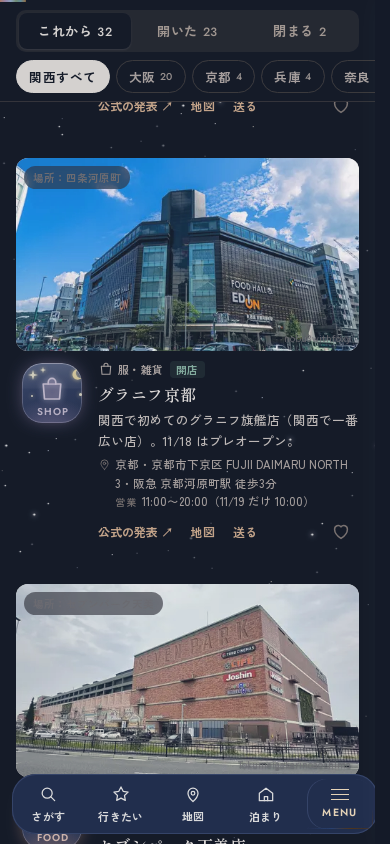 これから 32
開いた 23
閉まる 2
関西すべて
大阪 20
京都 4
兵庫 4
奈良
公式の発表 ↗
地図
送る
場所：四条河原町
FOOD HALL
EDION
FOOD HALL
SHOP
服・雑貨
開店
グラニフ京都
関西で初めてのグラニフ旗艦店（関西で一番
広い店）。11/18 はプレオープン。
京都・京都市下京区 FUJII DAIMARU NORTH
3・阪急 京都河原町駅 徒歩3分
営業 11:00〜20:00（11/19 だけ 10:00）
公式の発表 ↗
地図
送る
SEVEN PARK
Joshin
さがす
行きたい
地図
泊まり
MENU
FOOD